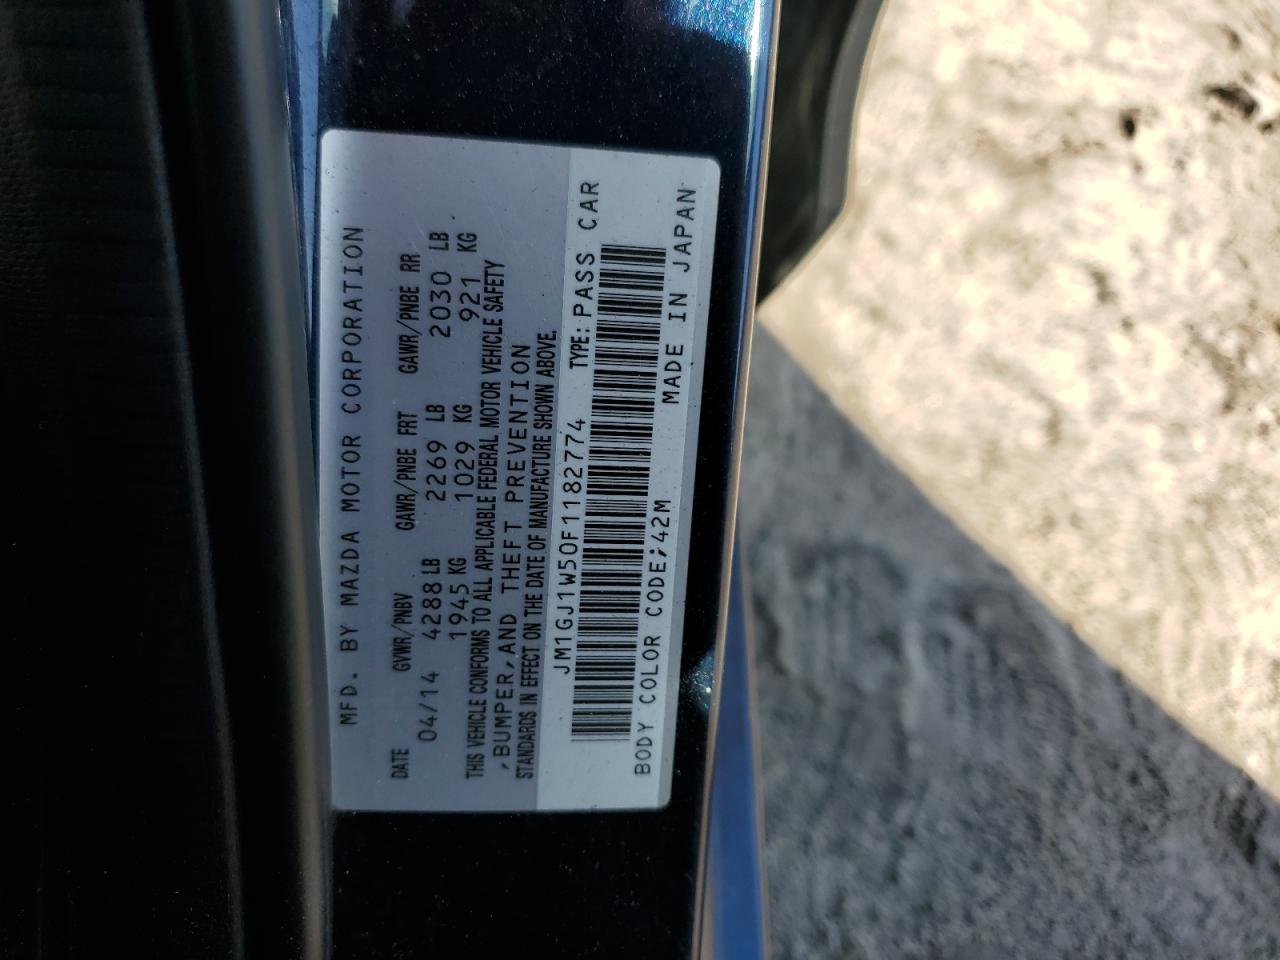 MFD. BY MAZDA MOTOR CORPORATION
DATE GVWR/PNBV GAWR/PNBE FRT GAWR/PNBE RR
04/14 4288 LB 2269 LB 2030 LB
1945 KG 1029 KG 921 KG
THIS VEHICLE CONFORMS TO ALL APPLICABLE FEDERAL MOTOR VEHICLE SAFETY
,BUMPER,AND THEFT PREVENTION
STANDARDS IN EFFECT ON THE DATE OF MANUFACTURE SHOWN ABOVE.
JM1GJ1W50F1182774 TYPE: PASS CAR
BODY COLOR CODE;42M MADE IN JAPAN